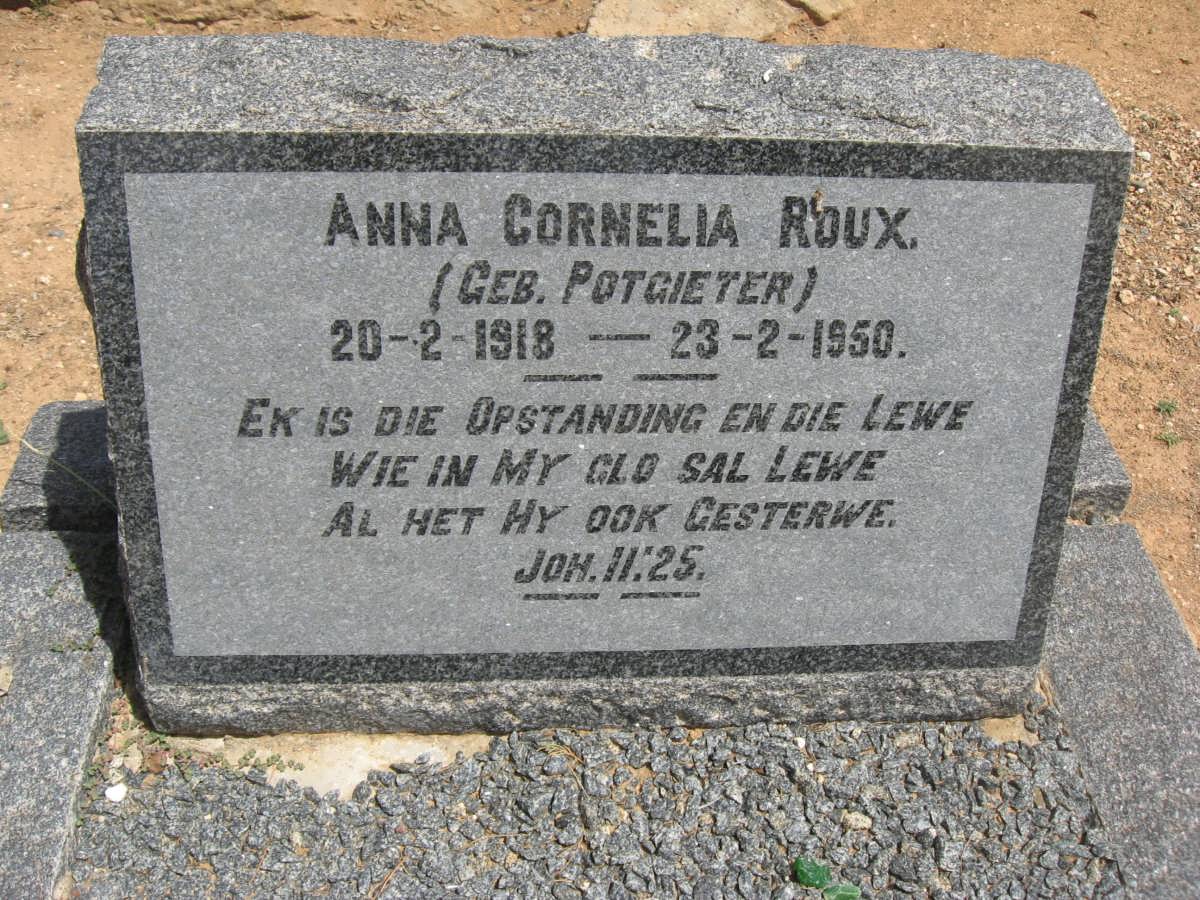 ANNA CORNELIA ROUX.
(GEB. POTGIETER)
20-2-1918 — 23-2-1950.
EK IS DIE OPSTANDING EN DIE LEWE
WIE IN MY GLO SAL LEWE
AL HET HY OOK GESTERWE.
JOH. 11:25.